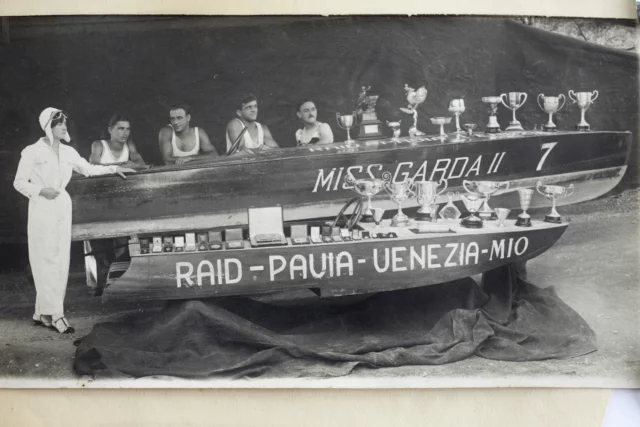 MISS. GARDA II 7
RAID - PAVIA - VENEZIA - MIO